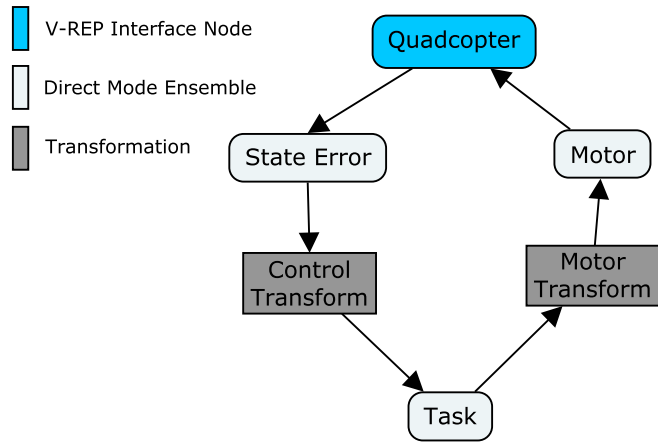 V-REP Interface Node
Direct Mode Ensemble
Transformation
Quadcopter
State Error
Motor
Control
Transform
Motor
Transform
Task